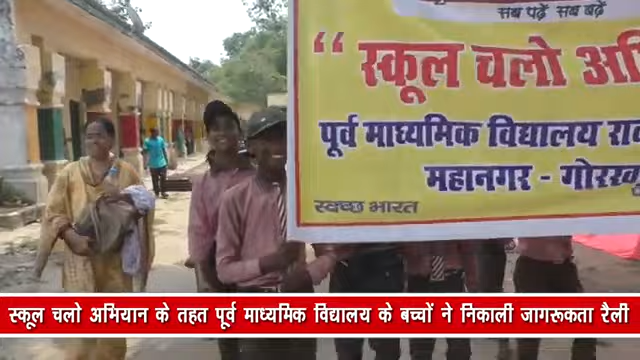 सब पढ़ें सब बढ़ें
“ स्कूल चलो अभि
पूर्व माध्यमिक विद्यालय
महानगर - गोरख
स्वच्छ भारत
स्कूल चलो अभियान के तहत पूर्व माध्यमिक विद्यालय के बच्चों ने निकाली जागरूकता रैली